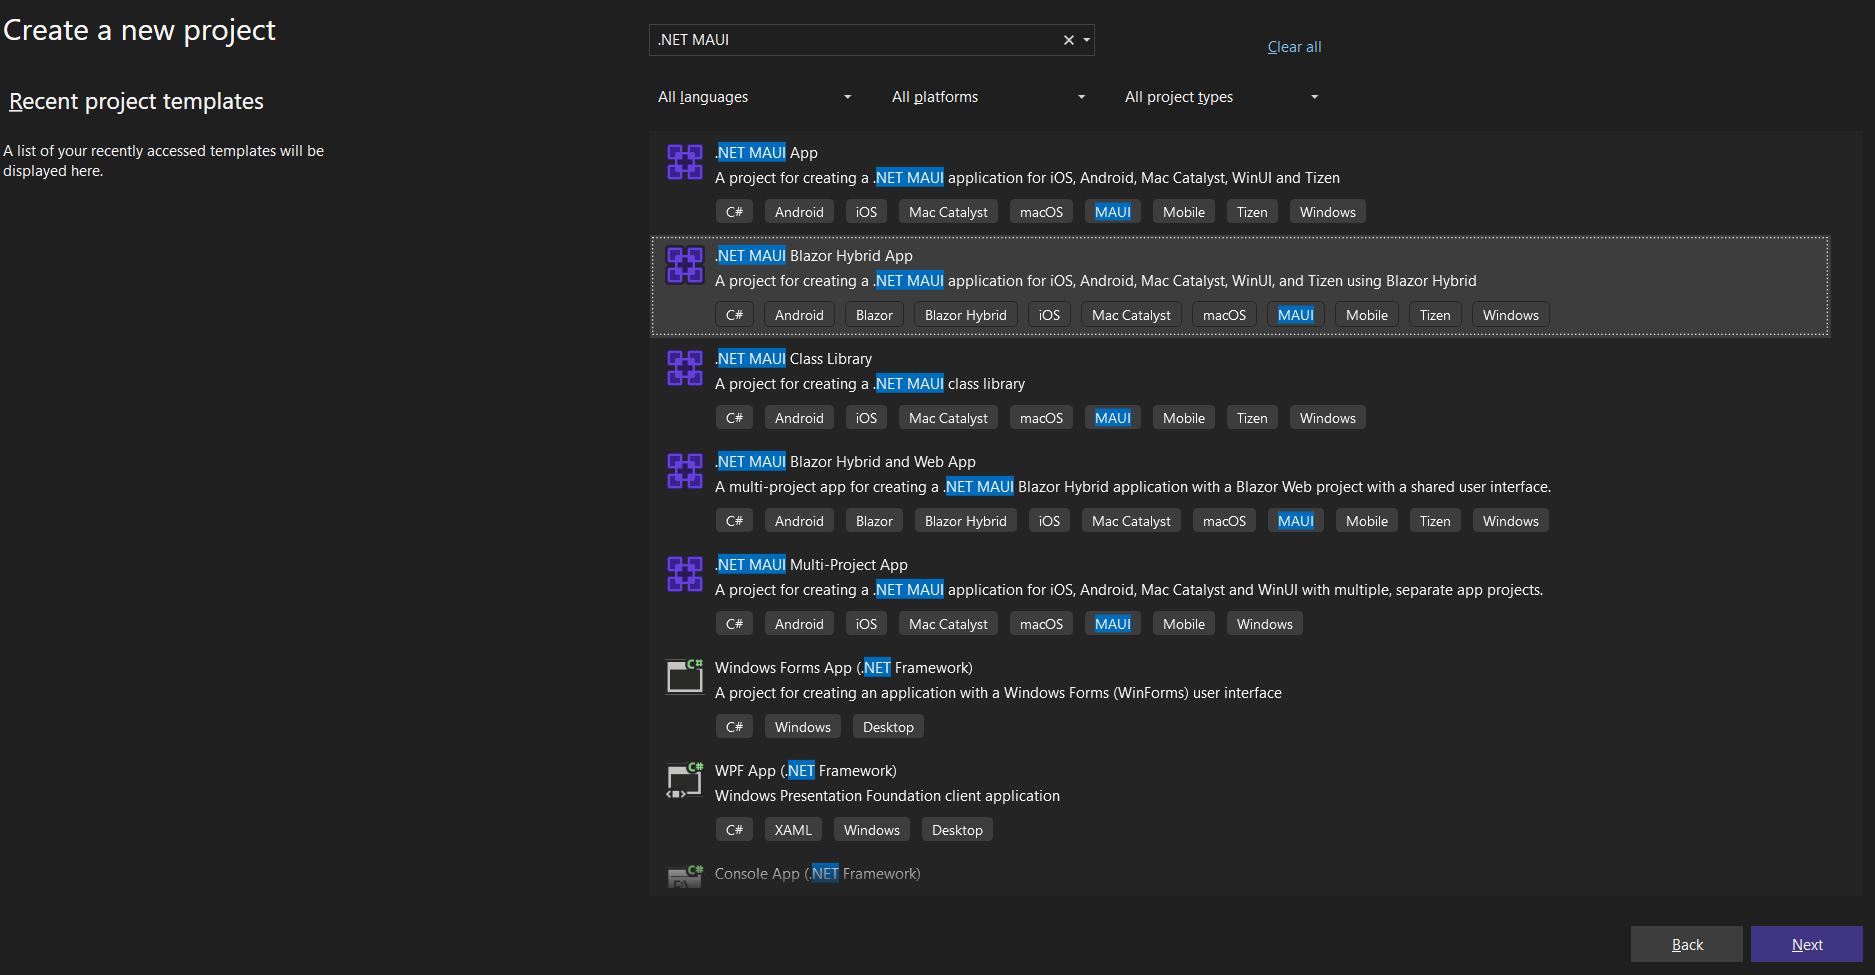 Create a new project
Recent project templates
A list of your recently accessed templates will be
displayed here.
.NET MAUI
Clear all
All languages
All platforms
All project types
.NET MAUI App
A project for creating a .NET MAUI application for iOS, Android, Mac Catalyst, WinUI and Tizen
C# Android iOS Mac Catalyst macOS MAUI Mobile Tizen Windows
.NET MAUI Blazor Hybrid App
A project for creating a .NET MAUI application for iOS, Android, Mac Catalyst, WinUI, and Tizen using Blazor Hybrid
C# Android Blazor Blazor Hybrid iOS Mac Catalyst macOS MAUI Mobile Tizen Windows
.NET MAUI Class Library
A project for creating a .NET MAUI class library
C# Android iOS Mac Catalyst macOS MAUI Mobile Tizen Windows
.NET MAUI Blazor Hybrid and Web App
A multi-project app for creating a .NET MAUI Blazor Hybrid application with a Blazor Web project with a shared user interface.
C# Android Blazor Blazor Hybrid iOS Mac Catalyst macOS MAUI Mobile Tizen Windows
.NET MAUI Multi-Project App
A project for creating a .NET MAUI application for iOS, Android, Mac Catalyst and WinUI with multiple, separate app projects.
C# Android iOS Mac Catalyst macOS MAUI Mobile Windows
C#
Windows Forms App (.NET Framework)
A project for creating an application with a Windows Forms (WinForms) user interface
C# Windows Desktop
C#
WPF App (.NET Framework)
Windows Presentation Foundation client application
C# XAML Windows Desktop
C#
Console App (.NET Framework)
Back
Next